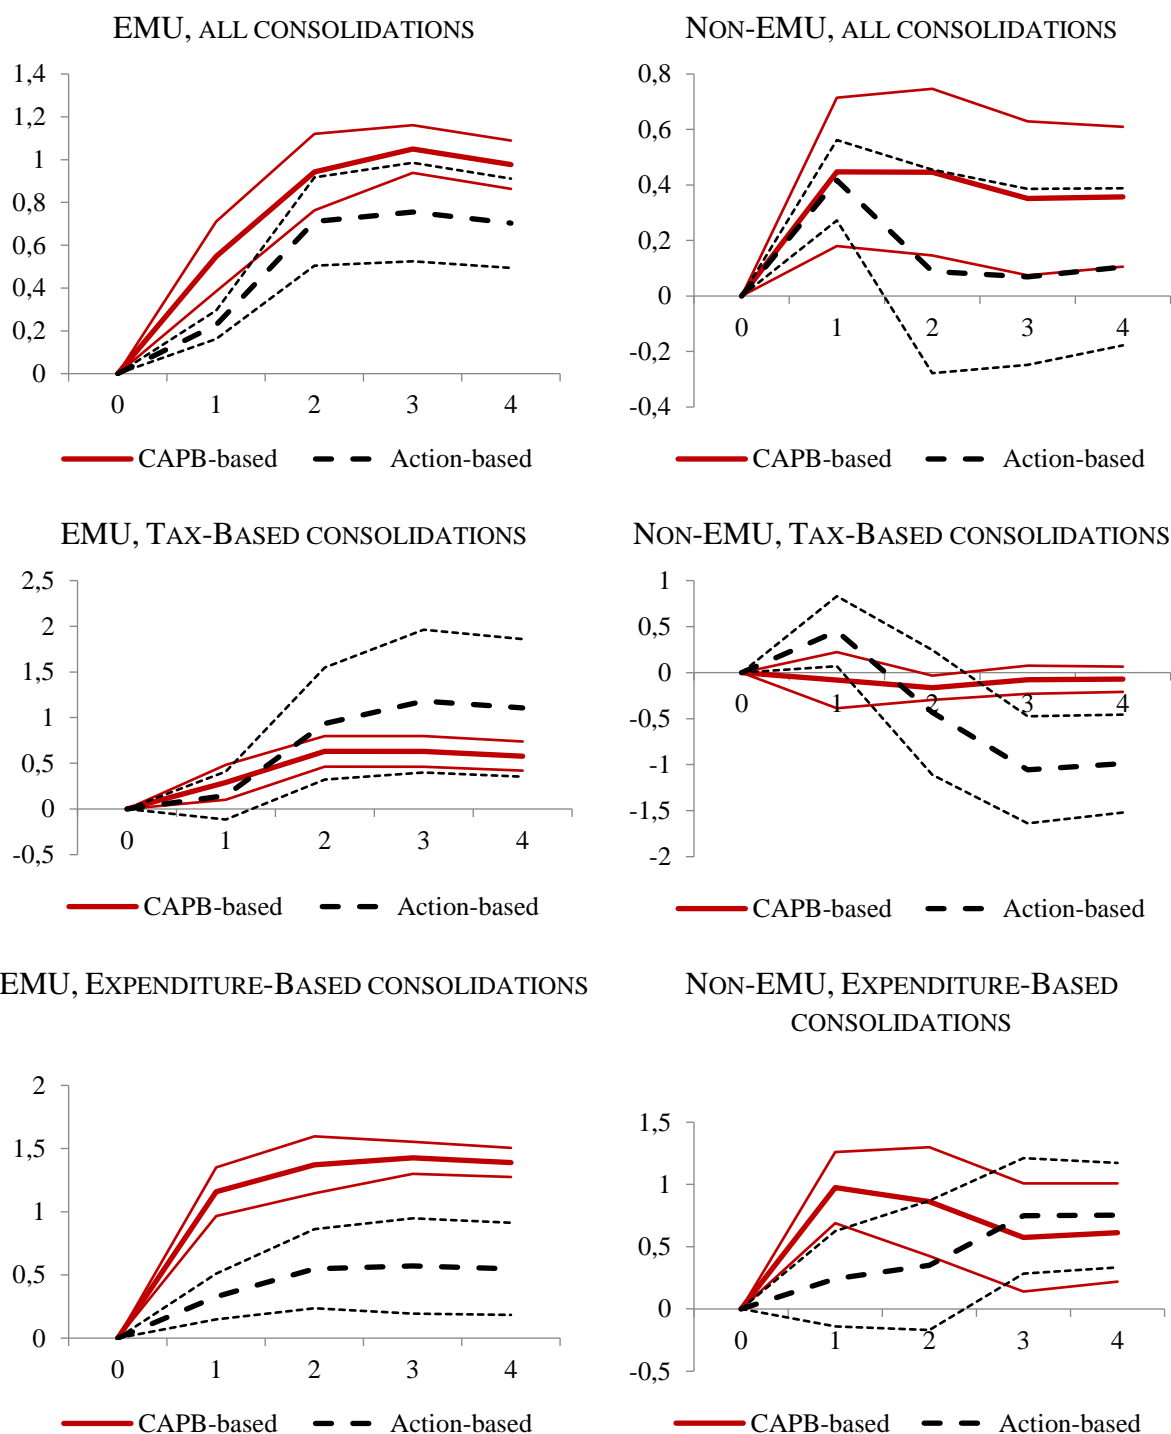 EMU, ALL CONSOLIDATIONS
1,4
1,2
1
0,8
0,6
0,4
0,2
0
0 1 2 3 4
CAPB-based Action-based
NON-EMU, ALL CONSOLIDATIONS
0,8
0,6
0,4
0,2
0
-0,2
-0,4
0 1 2 3 4
CAPB-based Action-based
EMU, TAX-BASED CONSOLIDATIONS
2,5
2
1,5
1
0,5
0
-0,5
0 1 2 3 4
CAPB-based Action-based
NON-EMU, TAX-BASED CONSOLIDATIONS
1
0,5
0
-0,5
-1
-1,5
-2
0 1 2 3 4
CAPB-based Action-based
EMU, EXPENDITURE-BASED CONSOLIDATIONS
2
1,5
1
0,5
0
0 1 2 3 4
CAPB-based Action-based
NON-EMU, EXPENDITURE-BASED
CONSOLIDATIONS
1,5
1
0,5
0
-0,5
0 1 2 3 4
CAPB-based Action-based